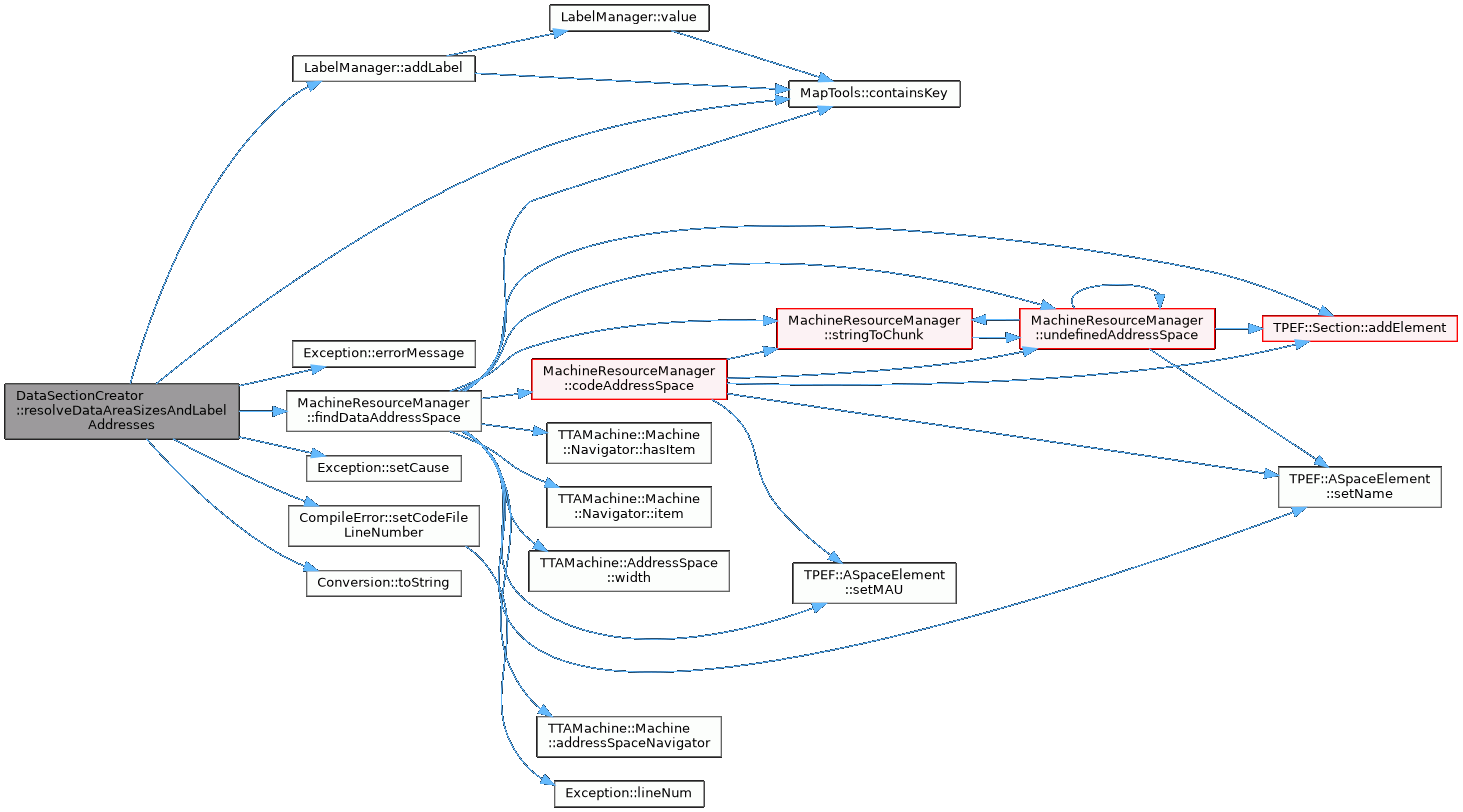 LabelManager::value
LabelManager::addLabel
MapTools::containsKey
MachineResourceManager
::stringToChunk
MachineResourceManager
::undefinedAddressSpace
TPEF::Section::addElement
Exception::errorMessage
MachineResourceManager
::codeAddressSpace
DataSectionCreator
::resolveDataAreaSizesAndLabel
Addresses
MachineResourceManager
::findDataAddressSpace
TTAMachine::Machine
::Navigator::hasItem
Exception::setCause
TPEF::ASpaceElement
::setName
TTAMachine::Machine
::Navigator::item
CompileError::setCodeFile
LineNumber
TTAMachine::AddressSpace
::width
Conversion::toString
TPEF::ASpaceElement
::setMAU
TTAMachine::Machine
::addressSpaceNavigator
Exception::lineNum